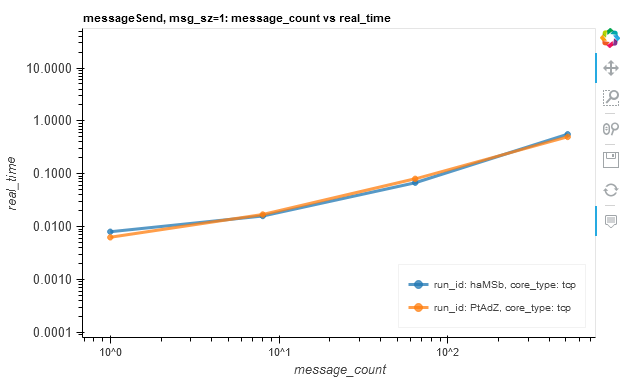 messageSend, msg_sz=1: message_count vs real_time
10.0000
1.0000
0.1000
0.0100
0.0010
0.0001
real_time
10^0
10^1
10^2
message_count
run_id: haMSb, core_type: tcp
run_id: PtAdZ, core_type: tcp